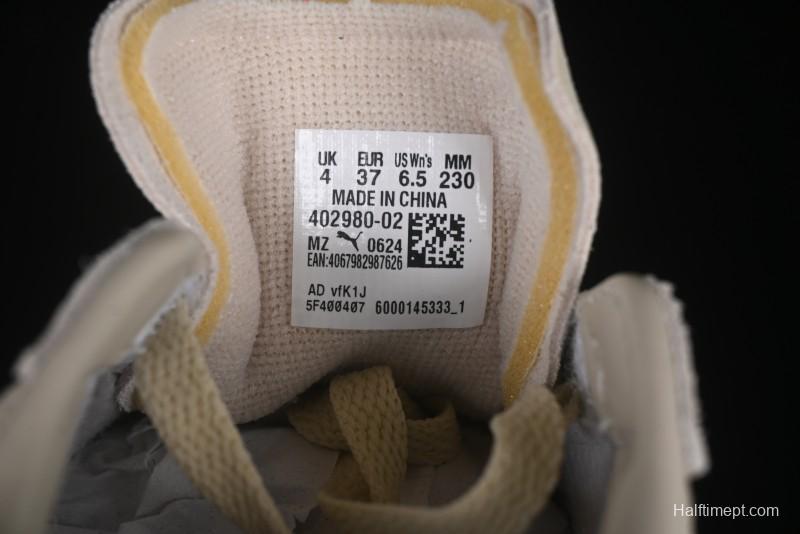 UK EUR US Wn's MM
4 37 6.5 230
MADE IN CHINA
402980-02
MZ 0624
EAN:4067982987626
AD vfK1J
5F400407 6000145333_1
Halftimept.com